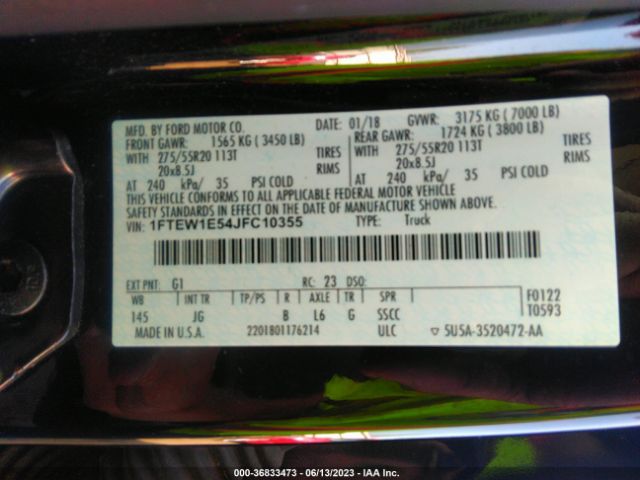 MFD. BY FORD MOTOR CO. DATE: 01/18 GVWR: 3175 KG ( 7000 LB)
FRONT GAWR: 1565 KG ( 3450 LB) REAR GAWR: 1724 KG ( 3800 LB)
WITH 275/55R20 113T TIRES WITH 275/55R20 113T TIRES
20x8.5J RIMS 20x8.5J RIMS
AT 240 kPa/ 35 PSI COLD AT 240 kPa/ 35 PSI COLD
THIS VEHICLE CONFORMS TO ALL APPLICABLE FEDERAL MOTOR VEHICLE
SAFETY STANDARDS IN EFFECT ON THE DATE OF MANUFACTURE SHOWN ABOVE.
VIN: 1FTEW1E54JFC10355 TYPE: Truck
EXT PNT: G1 RC: 23 DSO:
WB INT TR TP/PS R AXLE TR SPR F0122
145 JG B L6 G SSCC T0593
MADE IN U.S.A. 2201801176214 ULC 5U5A-3520472-AA
000-36833473 - 06/13/2023 - IAA Inc.